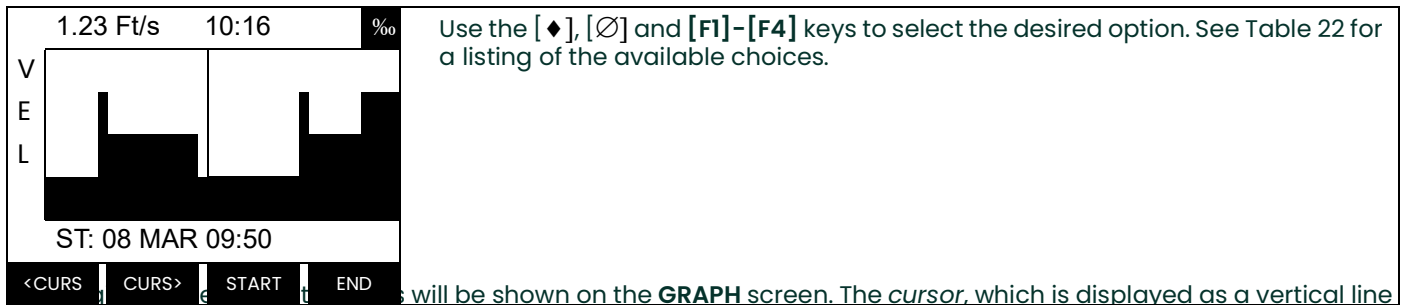 1.23 Ft/s 10:16 ‰
V
E
L
ST: 08 MAR 09:50
<CURS CURS> START END
Use the [♦], [∅] and [F1]-[F4] keys to select the desired option. See Table 22 for
a listing of the available choices.
will be shown on the GRAPH screen. The cursor, which is displayed as a vertical line